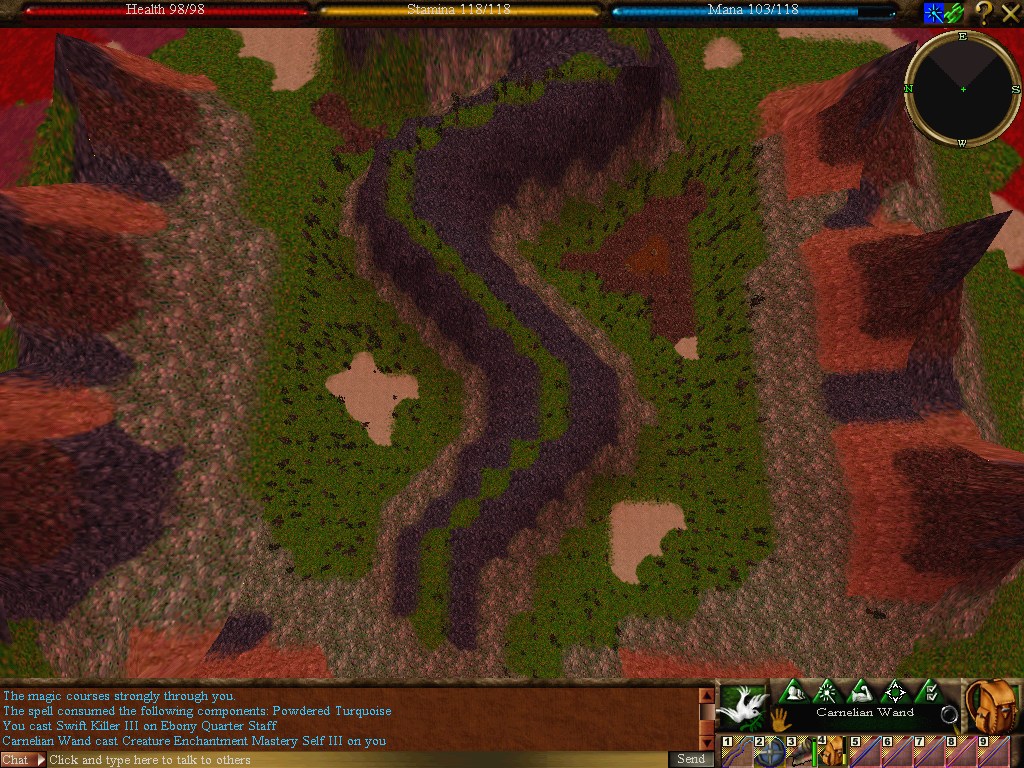 Health 98/98
Stamina 118/118
Mana 103/118
E
N
S
W
The magic courses strongly through you.
The spell consumed the following components: Powdered Turquoise
You cast Swift Killer III on Ebony Quarter Staff
Carnelian Wand cast Creature Enchantment Mastery Self III on you
Chat
Click and type here to talk to others
Send
Carnelian Wand
1 2 3 4 5 6 7 8 9